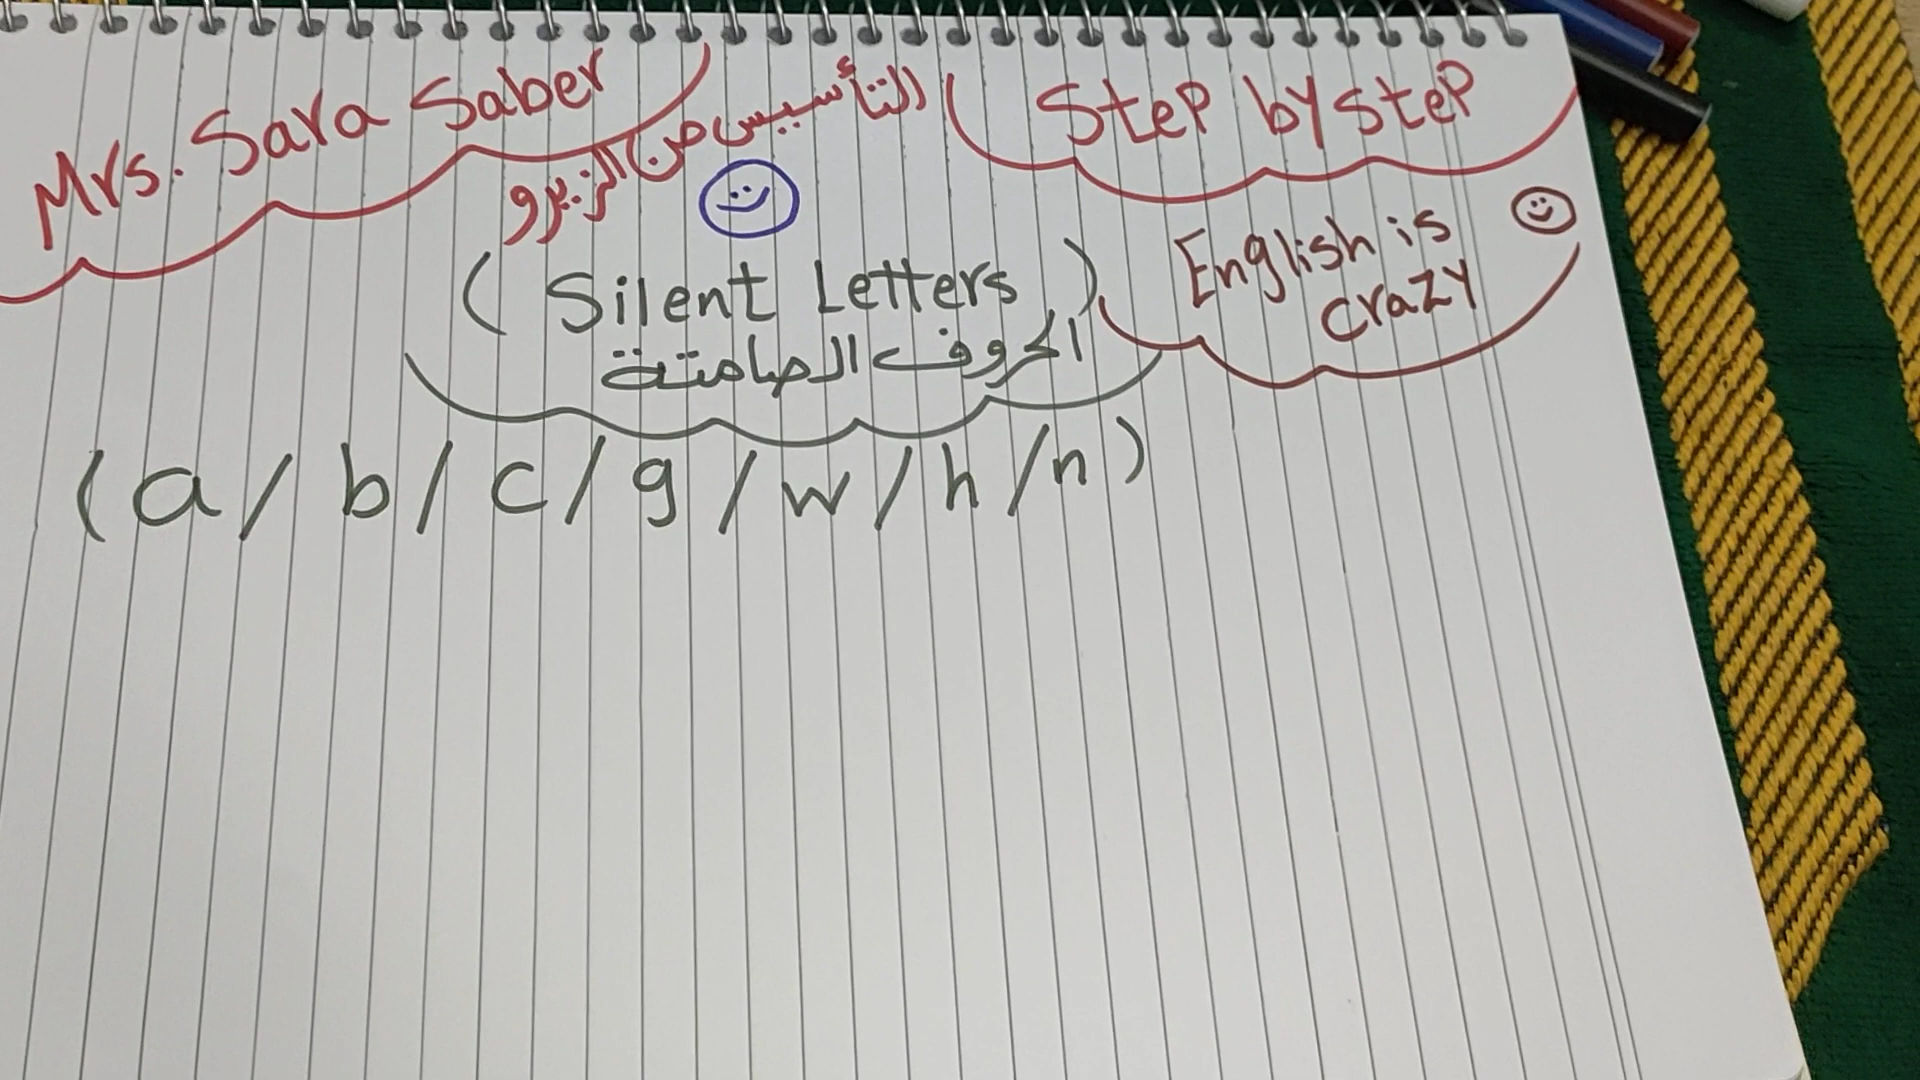 Mrs. Sara Saber
التأسيس من الزيرو
Step by step
English is
crazy
( Silent Letters )
الحروف الصامتة
( a / b / c / g / w / h / n )